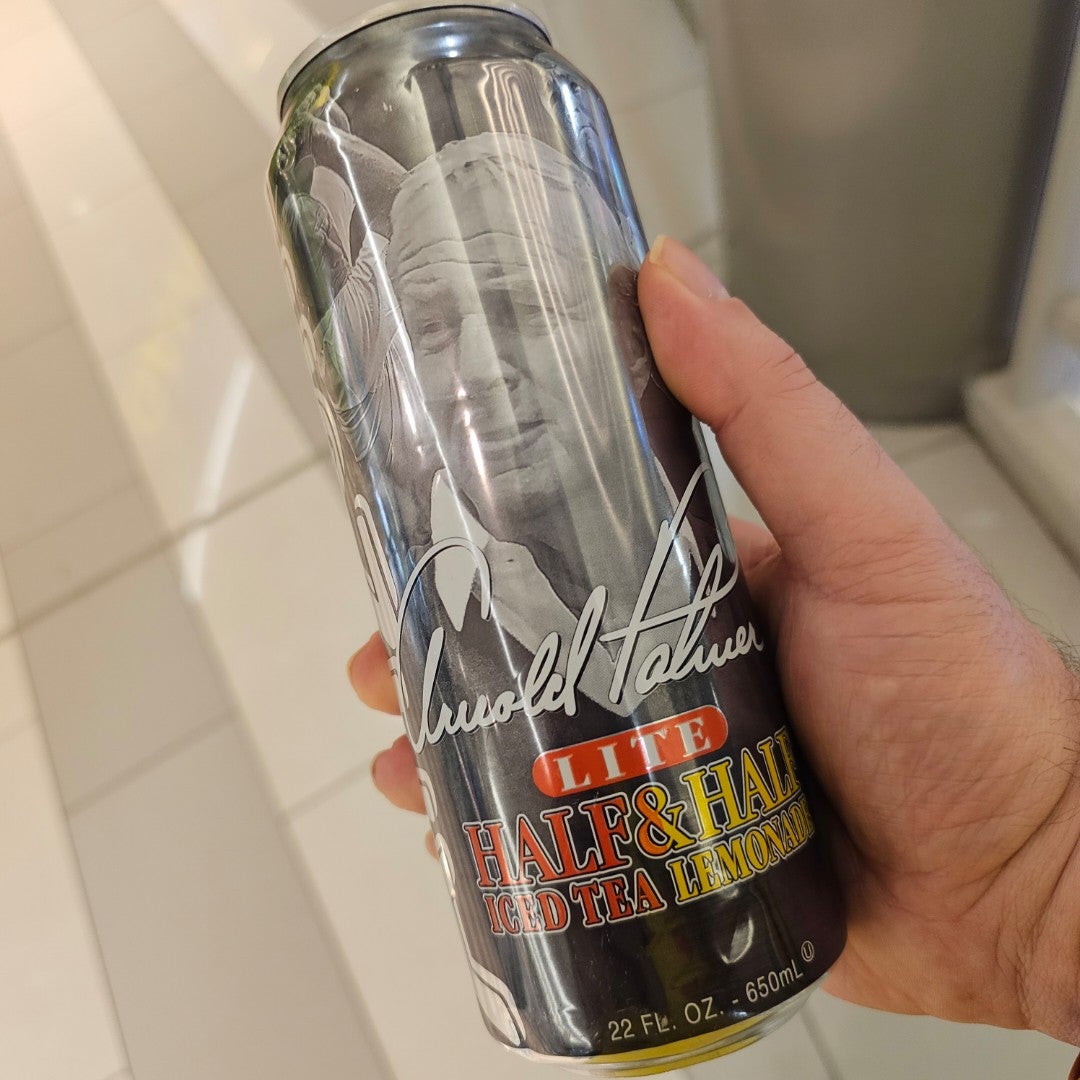 Arnold Palmer
LITE
HALF & HALF
ICED TEA LEMONADE
22 FL. OZ. - 650mL U